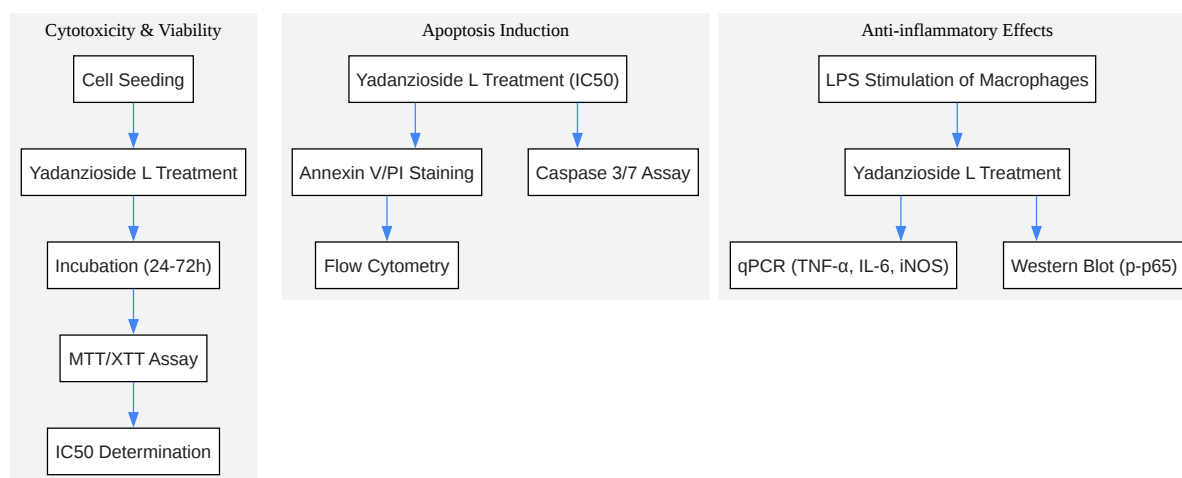 Cytotoxicity & Viability
Cell Seeding
Yadanzioside L Treatment
Incubation (24-72h)
MTT/XTT Assay
IC50 Determination
Apoptosis Induction
Yadanzioside L Treatment (IC50)
Annexin V/PI Staining
Caspase 3/7 Assay
Flow Cytometry
Anti-inflammatory Effects
LPS Stimulation of Macrophages
Yadanzioside L Treatment
qPCR (TNF-α, IL-6, iNOS)
Western Blot (p-p65)